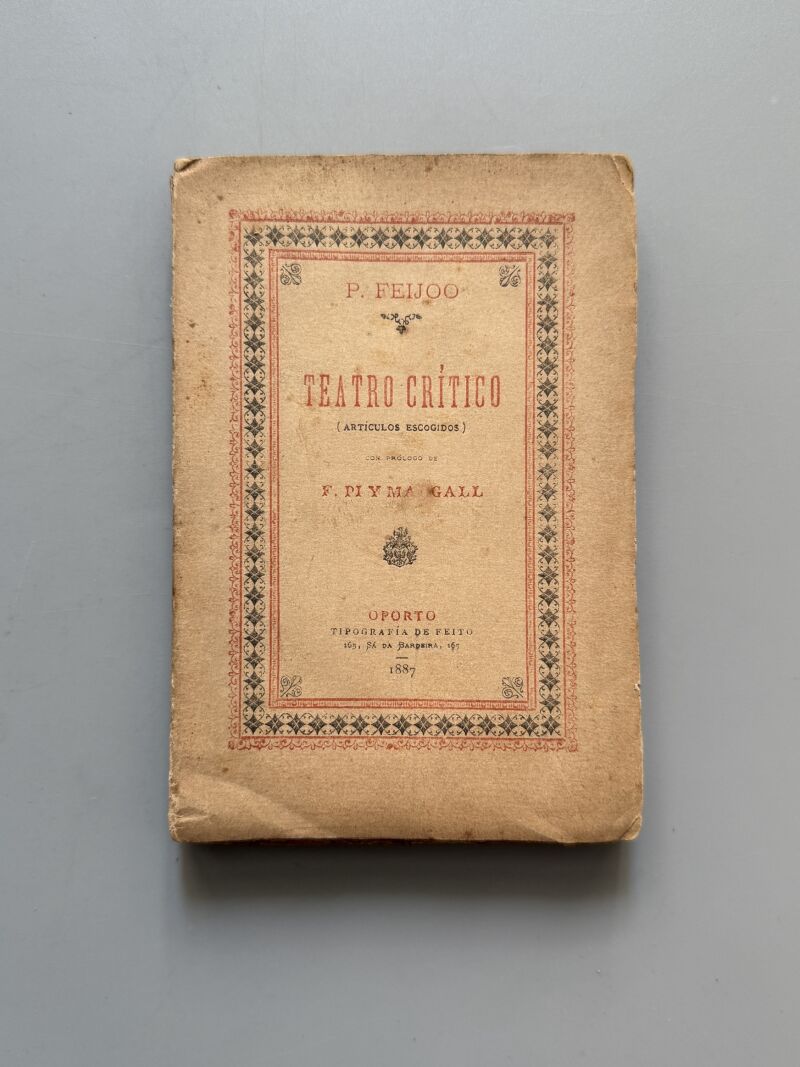 P. FEIJOO
TEATRO CRÍTICO
(ARTÍCULOS ESCOGIDOS)
CON PRÓLOGO DE
F. PI Y MARGALL
OPORTO
TIPOGRAFÍA DE FEITO
165, SÁ DA BARDEIRA, 167
1887